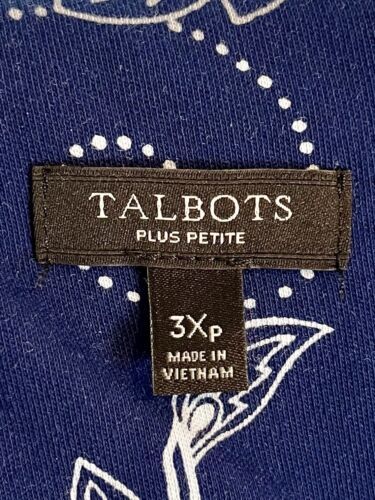 TALBOTS
PLUS PETITE
3Xp
MADE IN
VIETNAM